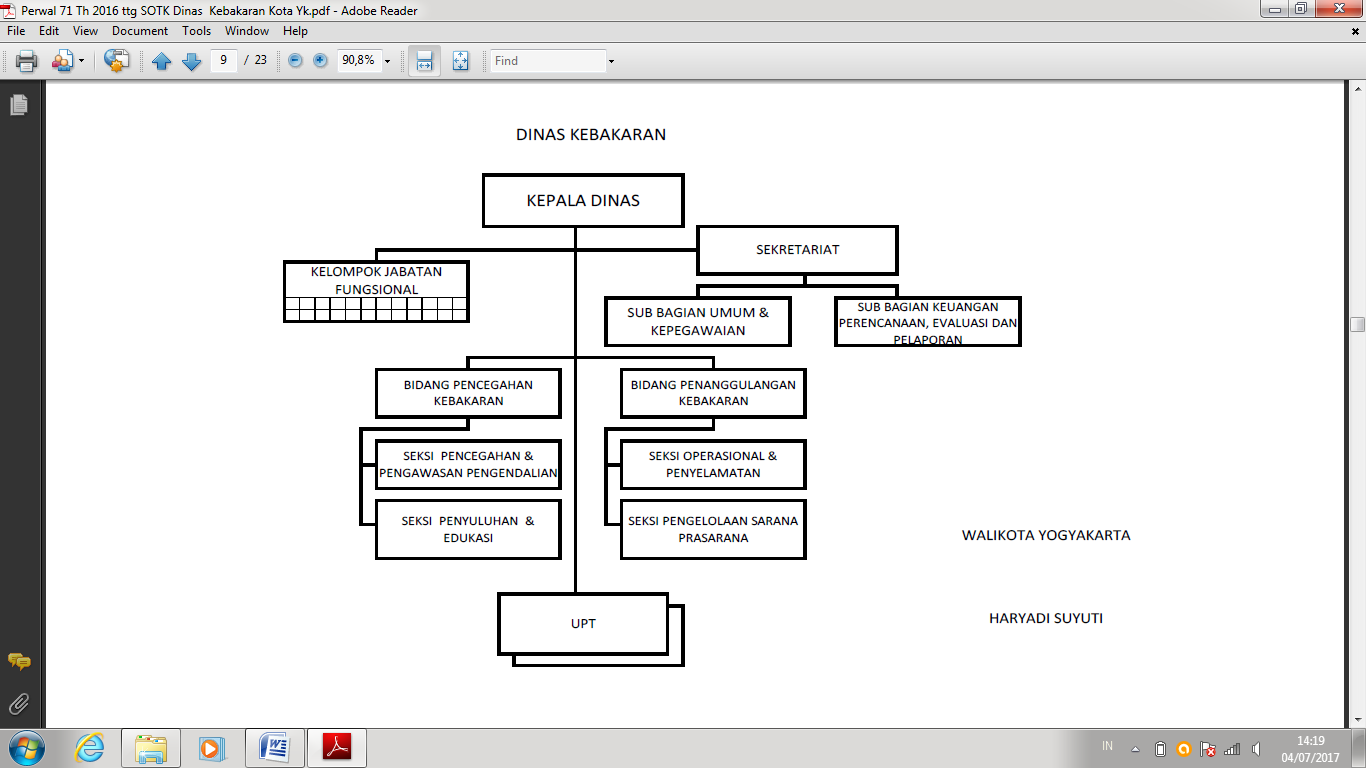 Perwal 71 Th 2016 ttg SOTK Dinas  Kebakaran Kota Yk.pdf - Adobe Reader
File Edit View Document Tools Window Help
9 / 23 90,8% Find
DINAS KEBAKARAN
KEPALA DINAS
SEKRETARIAT
KELOMPOK JABATAN
FUNGSIONAL
SUB BAGIAN UMUM &
KEPEGAWAIAN
SUB BAGIAN KEUANGAN
PERENCANAAN, EVALUASI DAN
PELAPORAN
BIDANG PENCEGAHAN
KEBAKARAN
BIDANG PENANGGULANGAN
KEBAKARAN
SEKSI  PENCEGAHAN &
PENGAWASAN PENGENDALIAN
SEKSI OPERASIONAL &
PENYELAMATAN
SEKSI  PENYULUHAN  &
EDUKASI
SEKSI PENGELOLAAN SARANA
PRASARANA
WALIKOTA YOGYAKARTA
HARYADI SUYUTI
UPT
IN
14:19
04/07/2017